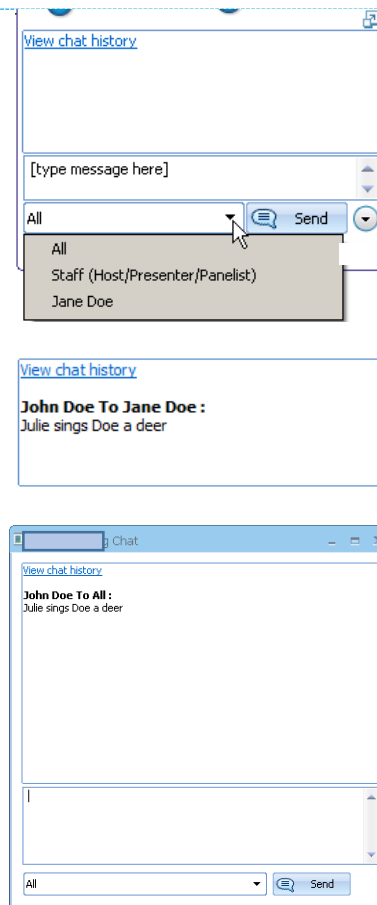 View chat history
[type message here]
All
Send
All
Staff (Host/Presenter/Panelist)
Jane Doe
View chat history
John Doe To Jane Doe :
Julie sings Doe a deer
Chat
View chat history
John Doe To All :
Julie sings Doe a deer
All
Send